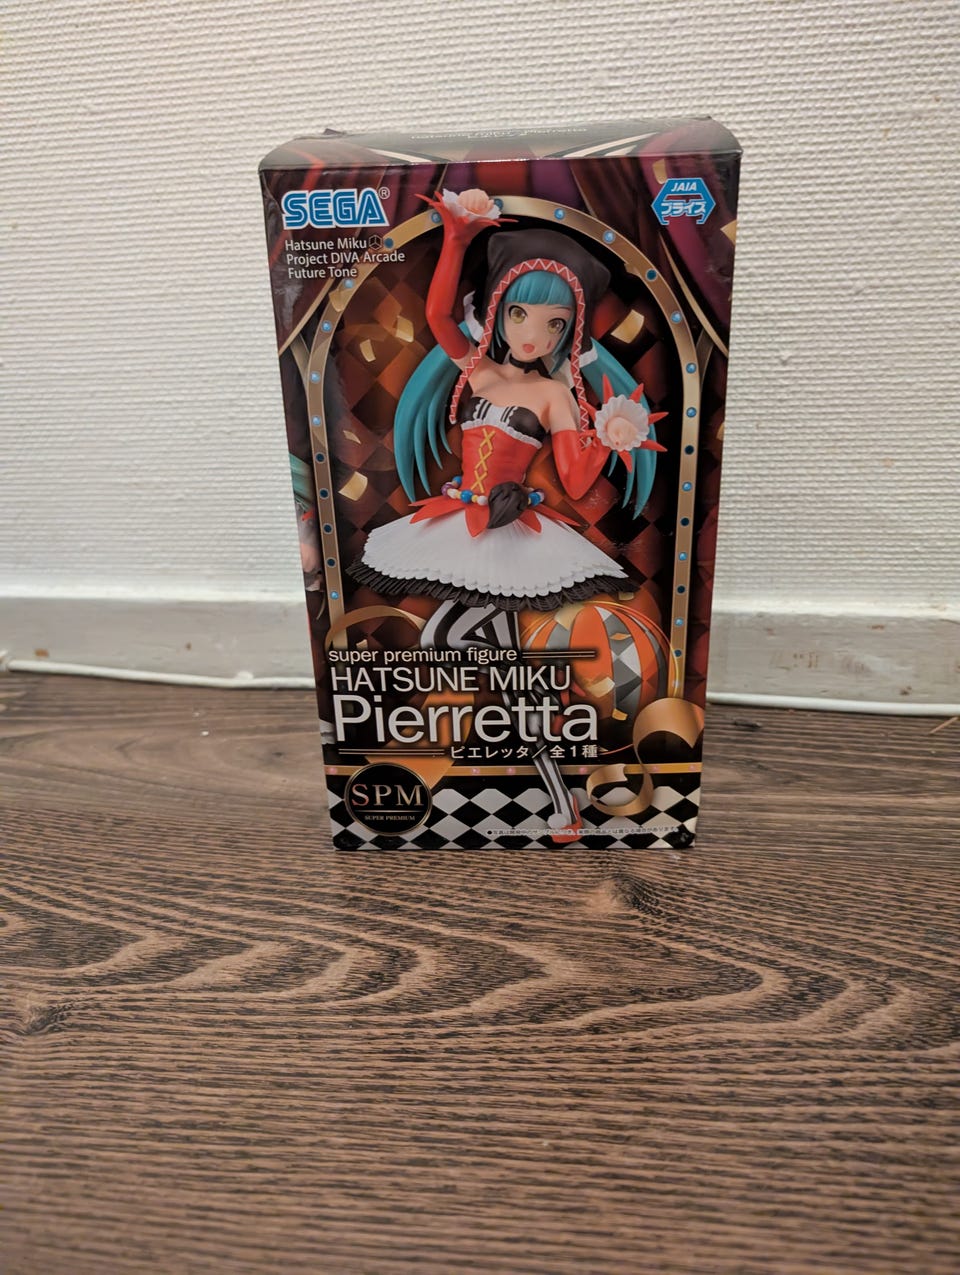 SEGA®
JAIA
プライズ
Hatsune Miku
Project DIVA Arcade
Future Tone
super premium figure
HATSUNE MIKU
Pierretta
ピエレッタ／全1種
SPM
SUPER PREMIUM